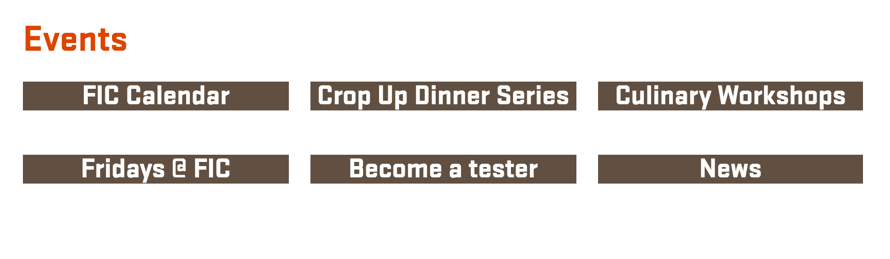 Events
FIC Calendar
Crop Up Dinner Series
Culinary Workshops
Fridays @ FIC
Become a tester
News